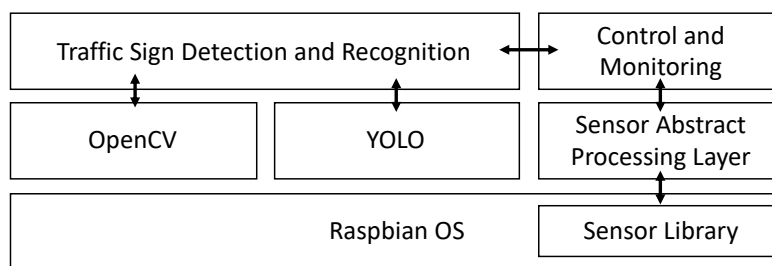 Traffic Sign Detection and Recognition
Control and
Monitoring
OpenCV
YOLO
Sensor Abstract
Processing Layer
Raspbian OS
Sensor Library